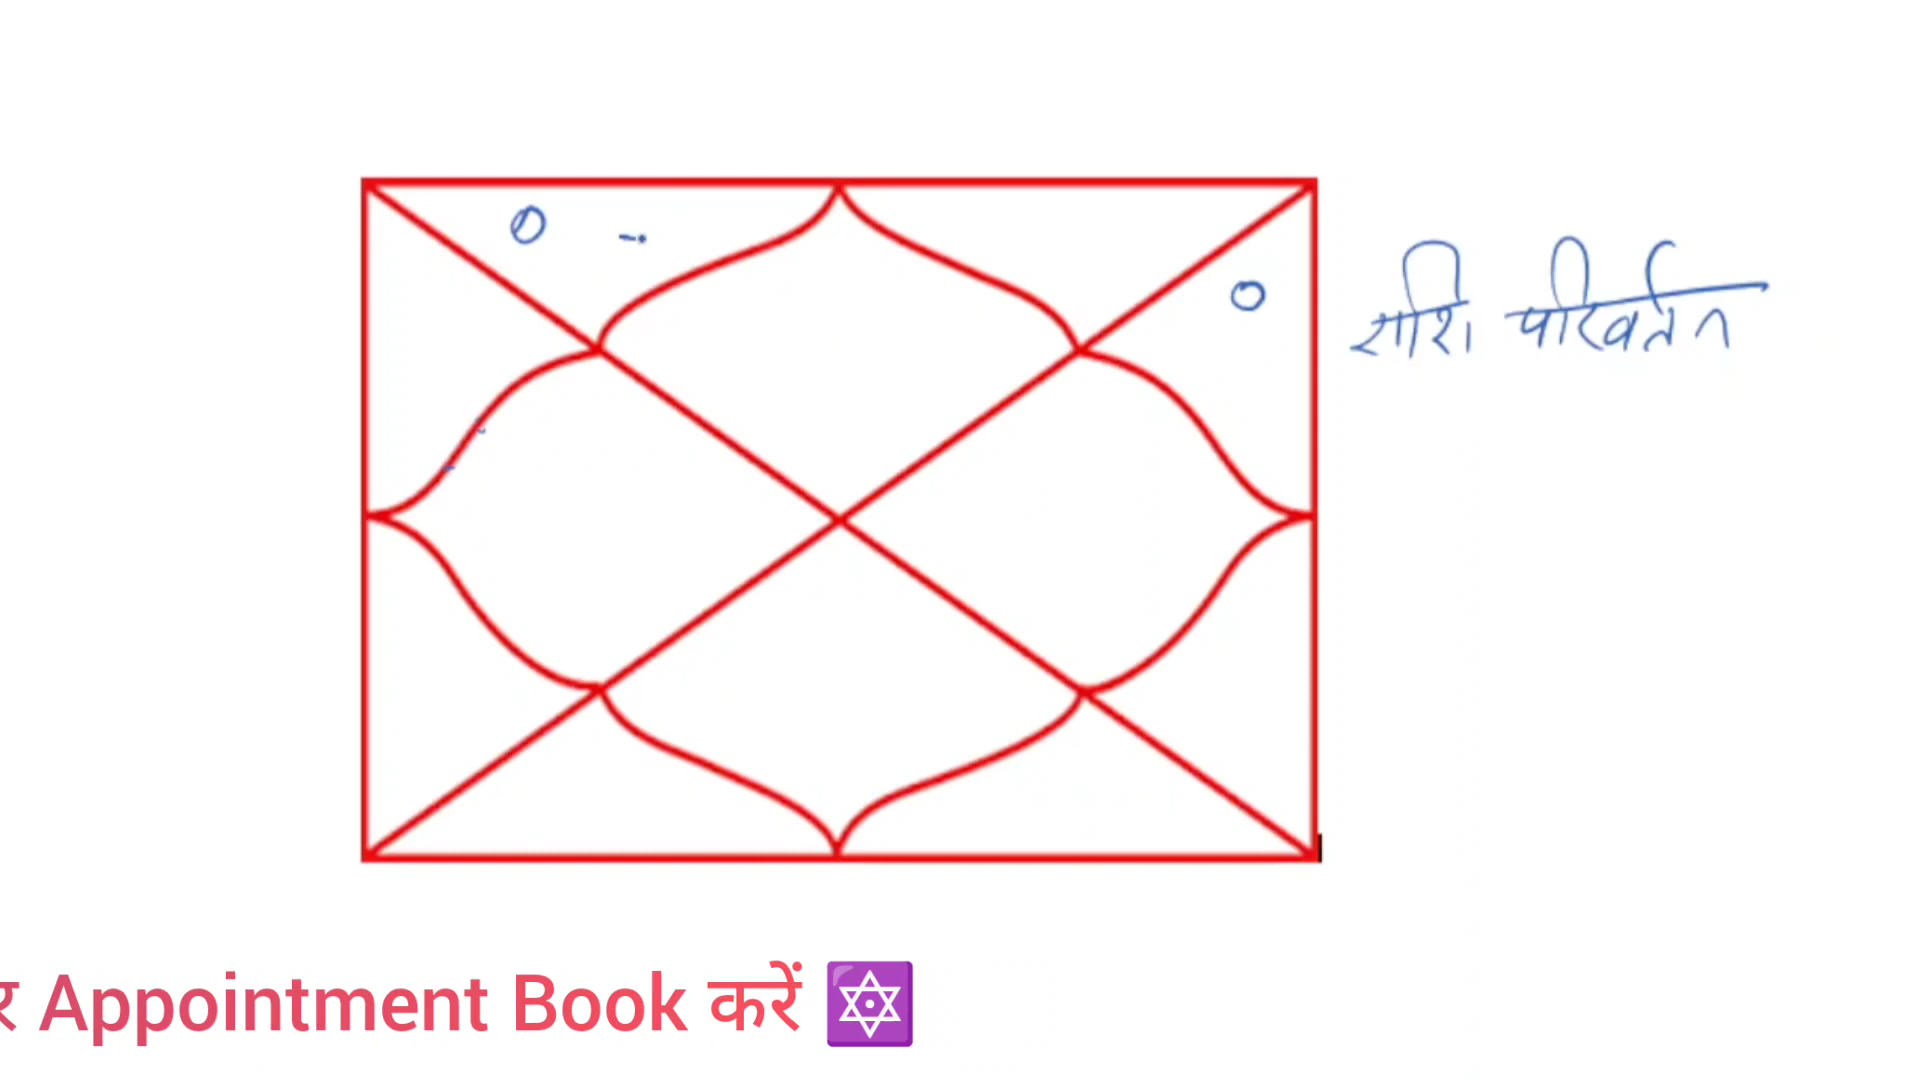 राशि परिवर्तन
र Appointment Book करें 🔯